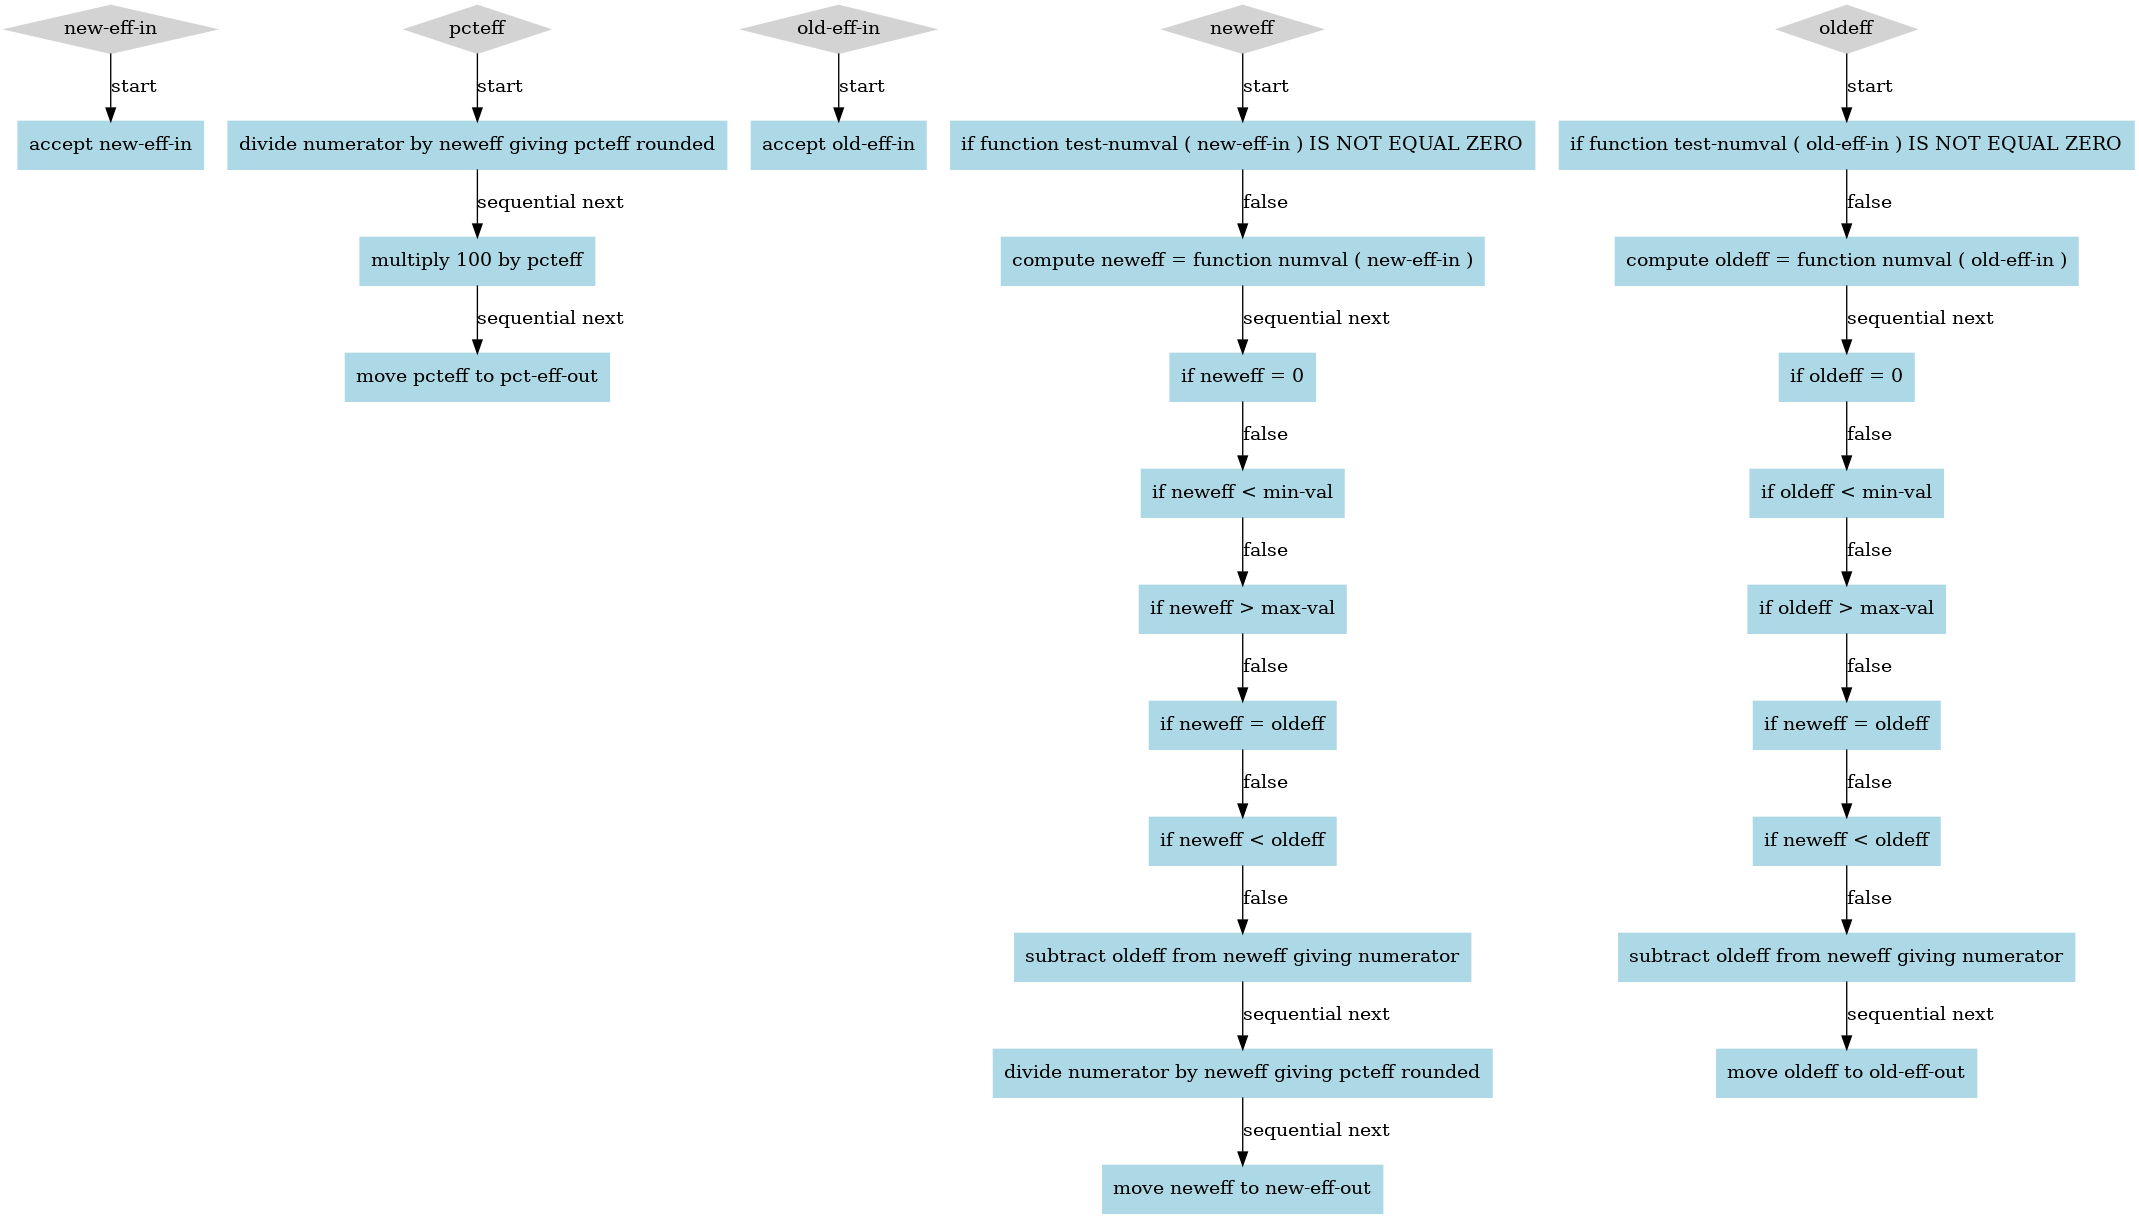 new-eff-in
start
accept new-eff-in
pcteff
start
divide numerator by neweff giving pcteff rounded
sequential next
multiply 100 by pcteff
sequential next
move pcteff to pct-eff-out
old-eff-in
start
accept old-eff-in
neweff
start
if function test-numval ( new-eff-in ) IS NOT EQUAL ZERO
false
compute neweff = function numval ( new-eff-in )
sequential next
if neweff = 0
false
if neweff < min-val
false
if neweff > max-val
false
if neweff = oldeff
false
if neweff < oldeff
false
subtract oldeff from neweff giving numerator
sequential next
divide numerator by neweff giving pcteff rounded
sequential next
move neweff to new-eff-out
oldeff
start
if function test-numval ( old-eff-in ) IS NOT EQUAL ZERO
false
compute oldeff = function numval ( old-eff-in )
sequential next
if oldeff = 0
false
if oldeff < min-val
false
if oldeff > max-val
false
if neweff = oldeff
false
if neweff < oldeff
false
subtract oldeff from neweff giving numerator
sequential next
move oldeff to old-eff-out